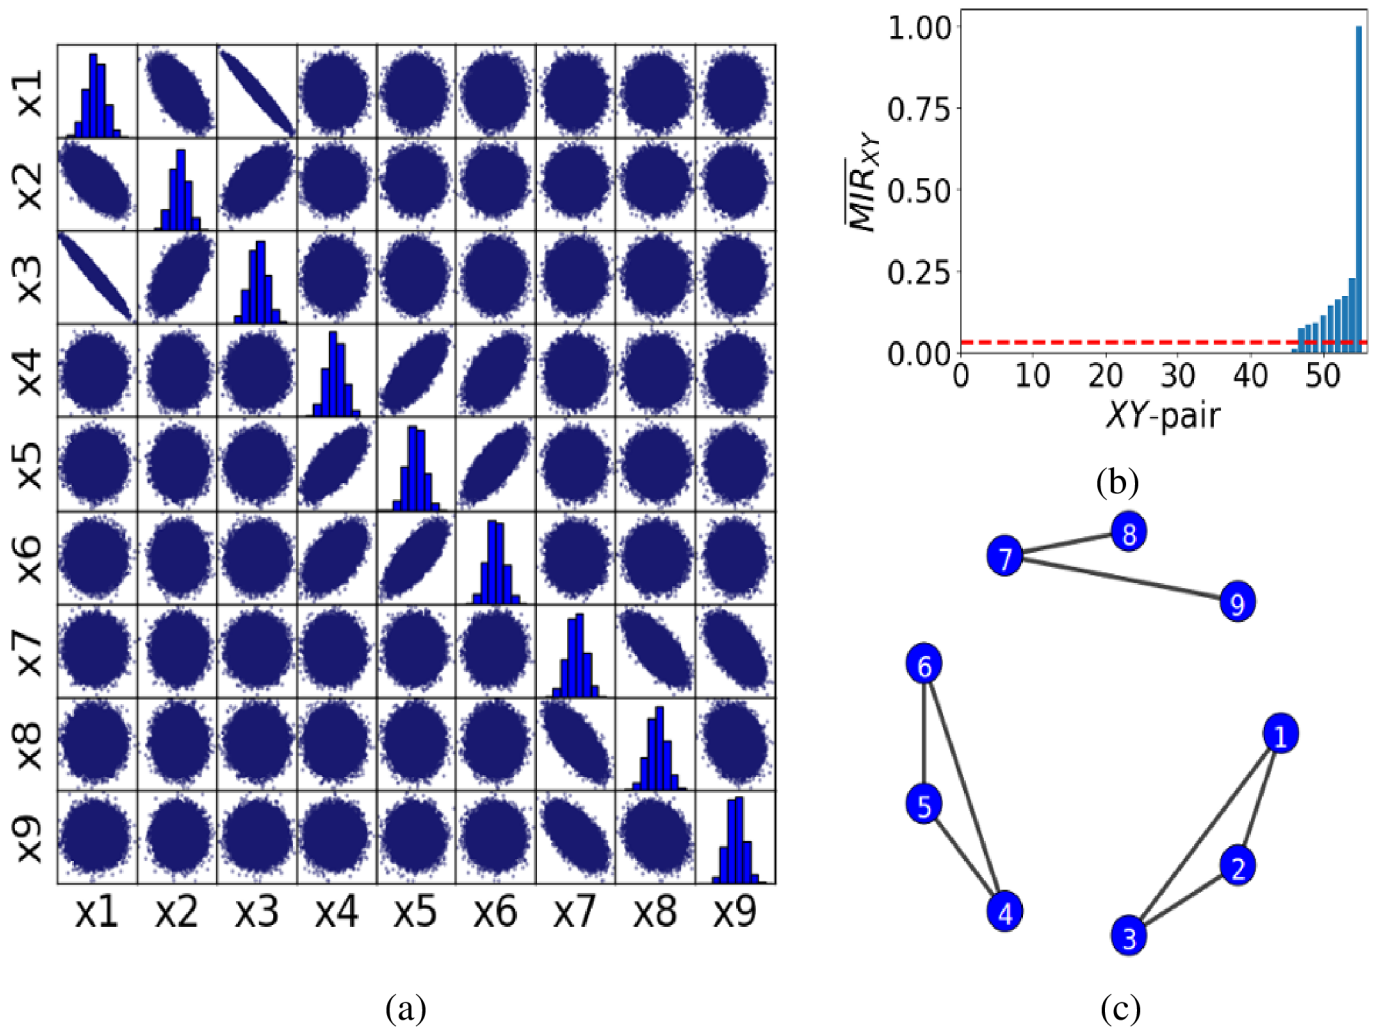 x1
x2
x3
x4
x5
x6
x7
x8
x9
x1 x2 x3 x4 x5 x6 x7 x8 x9
(a)
1.00
0.75
0.50
0.25
0.00
MIR_XY
0 10 20 30 40 50
XY-pair
(b)
8
7
9
6
1
5
2
4
3
(c)